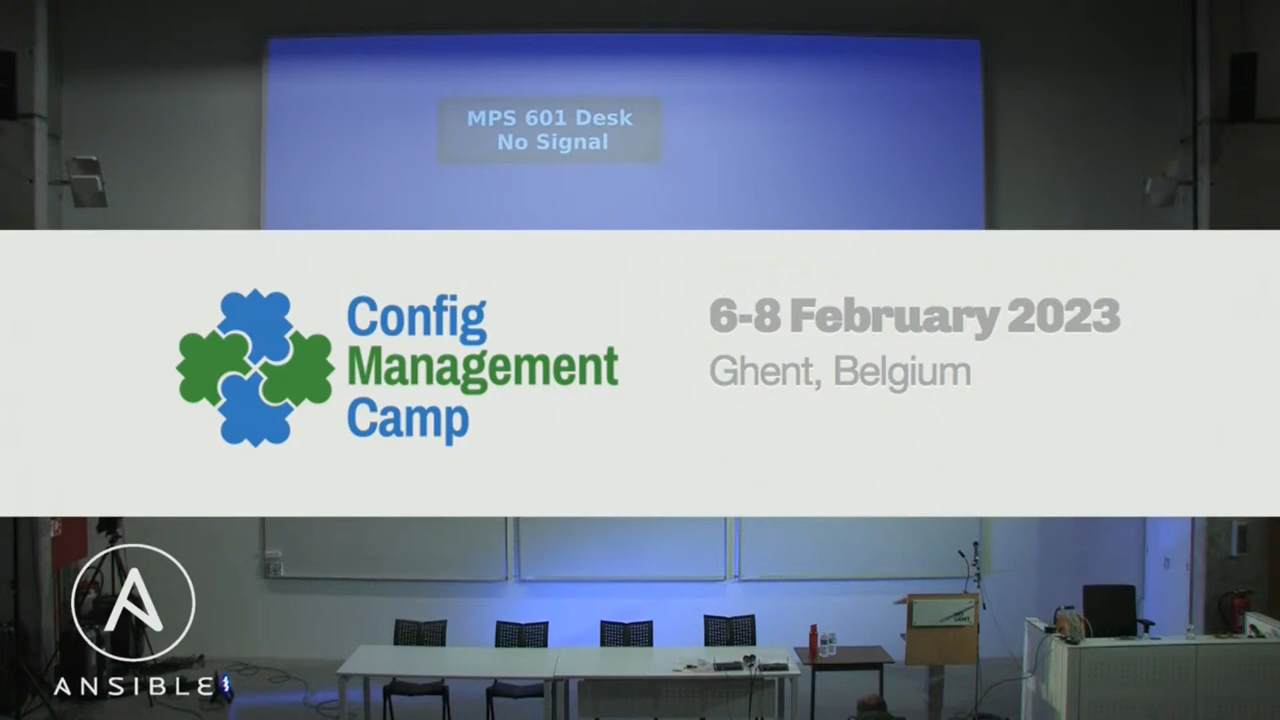 MPS 601 Desk
No Signal
Config
Management
Camp
6-8 February 2023
Ghent, Belgium
ANSIBLE